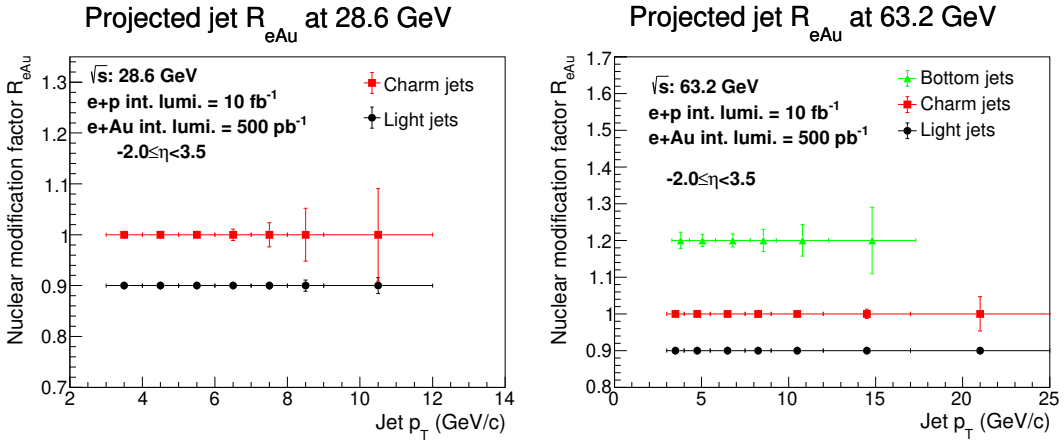 Projected jet R_eAu at 28.6 GeV
Nuclear modification factor R_eAu
1.3
1.2
1.1
1
0.9
0.8
0.7
√s: 28.6 GeV
e+p int. lumi. = 10 fb⁻¹
e+Au int. lumi. = 500 pb⁻¹
-2.0≤η<3.5
Charm jets
Light jets
2 4 6 8 10 12 14
Jet p_T (GeV/c)
Projected jet R_eAu at 63.2 GeV
Nuclear modification factor R_eAu
1.7
1.6
1.5
1.4
1.3
1.2
1.1
1
0.9
0.8
√s: 63.2 GeV
e+p int. lumi. = 10 fb⁻¹
e+Au int. lumi. = 500 pb⁻¹
-2.0≤η<3.5
Bottom jets
Charm jets
Light jets
0 5 10 15 20 25
Jet p_T (GeV/c)